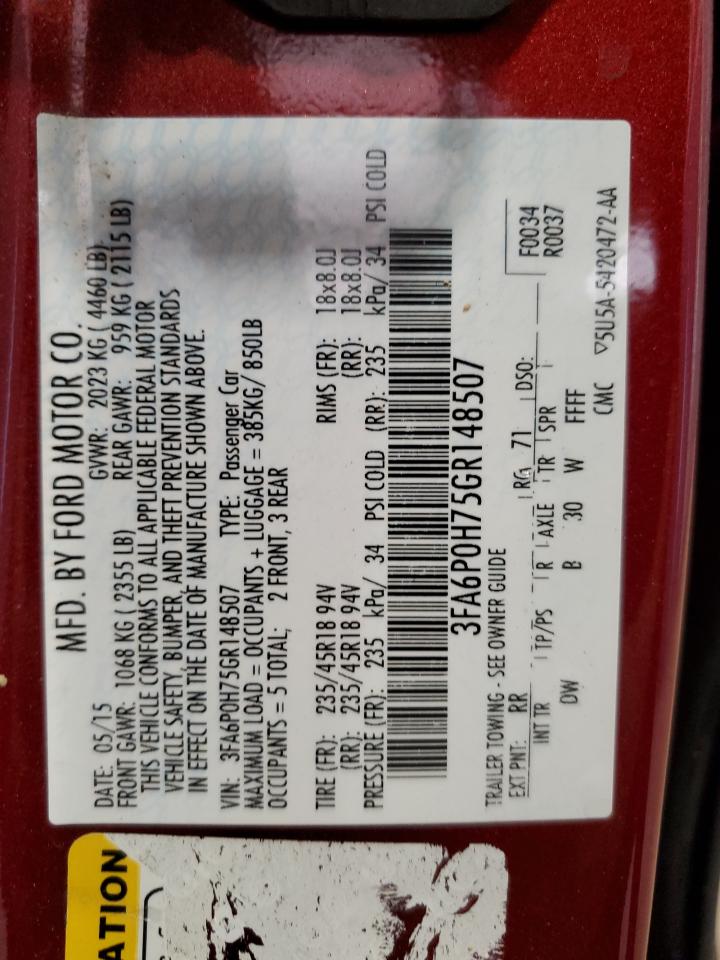 MFD. BY FORD MOTOR CO.
DATE: 05/15 GVWR: 2023 KG ( 4460 LB)
FRONT GAWR: 1068 KG ( 2355 LB) REAR GAWR: 959 KG ( 2115 LB)
THIS VEHICLE CONFORMS TO ALL APPLICABLE FEDERAL MOTOR
VEHICLE SAFETY, BUMPER, AND THEFT PREVENTION STANDARDS
IN EFFECT ON THE DATE OF MANUFACTURE SHOWN ABOVE.
VIN: 3FA6P0H75GR148507 TYPE: Passenger Car
MAXIMUM LOAD = OCCUPANTS + LUGGAGE = 385KG/ 850LB
OCCUPANTS = 5 TOTAL; 2 FRONT, 3 REAR
TIRE (FR): 235/45R18 94V RIMS (FR): 18x8.0J
(RR): 235/45R18 94V (RR): 18x8.0J
PRESSURE (FR): 235 kPa/ 34 PSI COLD (RR): 235 kPa/ 34 PSI COLD
3FA6P0H75GR148507
TRAILER TOWING - SEE OWNER GUIDE
EXT PNT: RR RG 71 DSO: F0034
R0037
INT TR TP/PS R AXLE TR SPR
DW B 30 W FFFF
CMC ▽5U5A-5420472-AA
ATION